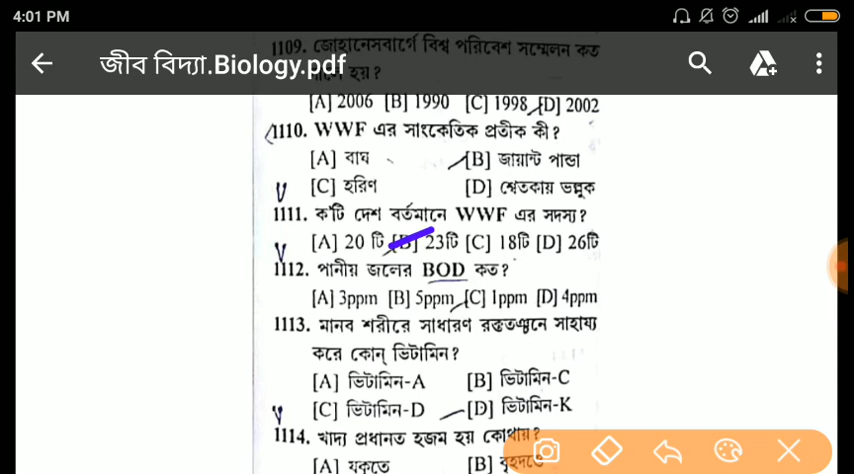 4:01 PM
জীব বিদ্যা.Biology.pdf
1109. জোহানেসবার্গে বিশ্ব পরিবেশ সম্মেলন কত
হয় ?
[A] 2006 [B] 1990 [C] 1998 [D] 2002
1110. WWF এর সাংকেতিক প্রতীক কী ?
[A] বাঘ [B] জায়ান্ট পান্ডা
[C] হরিণ [D] শ্বেতকায় ভল্লুক
1111. ক'টি দেশ বর্তমানে WWF এর সদস্য ?
[A] 20 টি [B] 23টি [C] 18টি [D] 26টি
1112. পানীয় জলের BOD কত ?
[A] 3ppm [B] 5ppm [C] 1ppm [D] 4ppm
1113. মানব শরীরে সাধারণ রক্ততঞ্চনে সাহায্য
করে কোন্ ভিটামিন ?
[A] ভিটামিন-A [B] ভিটামিন-C
[C] ভিটামিন-D [D] ভিটামিন-K
1114. খাদ্য প্রধানত হজম হয় কোথায় ?
[A] যকৃতে [B] বৃহদন্ত্রে